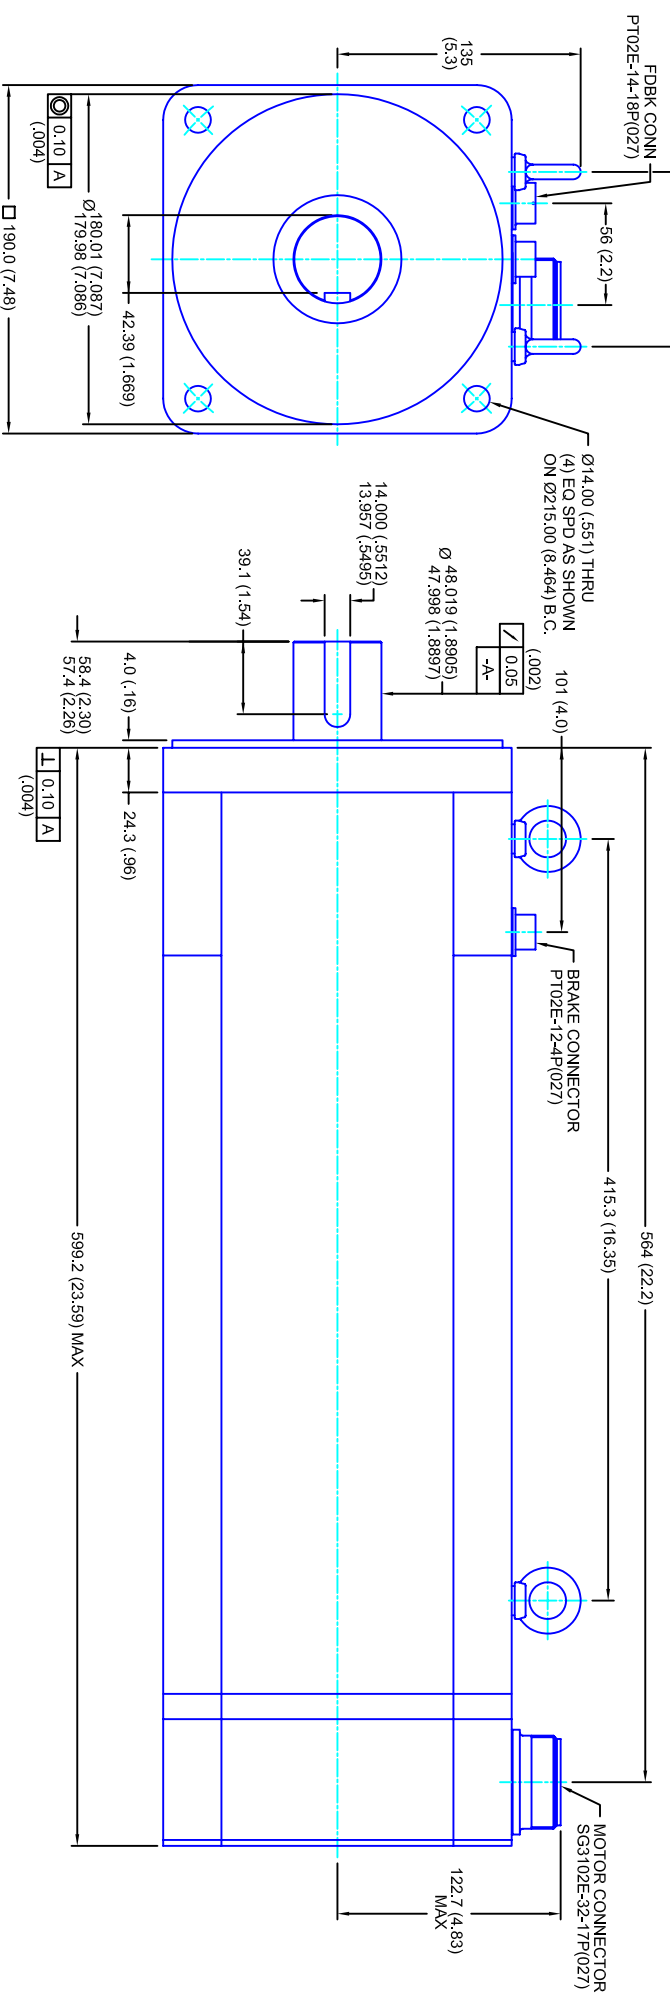 FDBK CONN
PT02E-14-18P(027)
135
(5.3)
56 (2.2)
0.10 A
(.004)
Ø180.01 (7.087)
179.98 (7.086)
42.39 (1.669)
190.0 (7.48)
Ø14.00 (.551) THRU
(4) EQ SPD AS SHOWN
ON Ø215.00 (8.464) B.C.
14.000 (.5512)
13.957 (.5495)
39.1 (1.54)
Ø 48.019 (1.8905)
47.998 (1.8897)
(.002)
0.05
-A-
101 (4.0)
58.4 (2.30)
57.4 (2.26)
4.0 (.16)
24.3 (.96)
0.10 A
(.004)
BRAKE CONNECTOR
PT02E-12-4P(027)
415.3 (16.35)
564 (22.2)
599.2 (23.59) MAX
MOTOR CONNECTOR
SG3102E-32-17P(027)
122.7 (4.83)
MAX